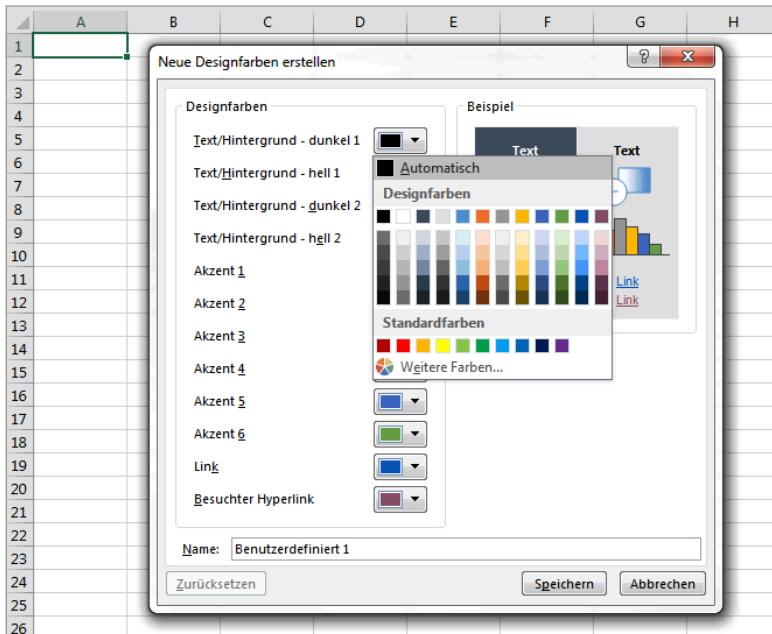 A B C D E F G H
1
2
3
4
5
6
7
8
9
10
11
12
13
14
15
16
17
18
19
20
21
22
23
24
25
26
Neue Designfarben erstellen
Designfarben
Text/Hintergrund - dunkel 1
Text/Hintergrund - hell 1
Text/Hintergrund - dunkel 2
Text/Hintergrund - hell 2
Akzent 1
Akzent 2
Akzent 3
Akzent 4
Akzent 5
Akzent 6
Link
Besuchter Hyperlink
Beispiel
Text Text
Link
Link
Automatisch
Designfarben
Standardfarben
Weitere Farben...
Name: Benutzerdefiniert 1
Zurücksetzen Speichern Abbrechen